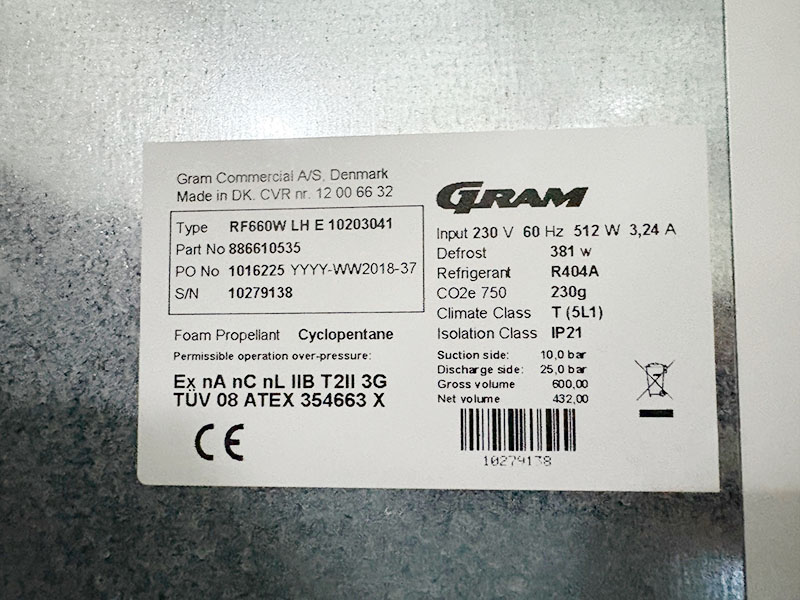 Gram Commercial A/S, Denmark
Made in DK. CVR nr. 12 00 66 32
Type RF660W LH E 10203041
Part No 886610535
PO No 1016225 YYYY-WW2018-37
S/N 10279138
Foam Propellant Cyclopentane
Permissible operation over-pressure:
Ex nA nC nL IIB T2II 3G
TÜV 08 ATEX 354663 X
CE
GRAM
Input 230 V 60 Hz 512 W 3,24 A
Defrost 381 W
Refrigerant R404A
CO2e 750 230g
Climate Class T (5L1)
Isolation Class IP21
Suction side: 10,0 bar
Discharge side: 25,0 bar
Gross volume 600,00
Net volume 432,00
10279138